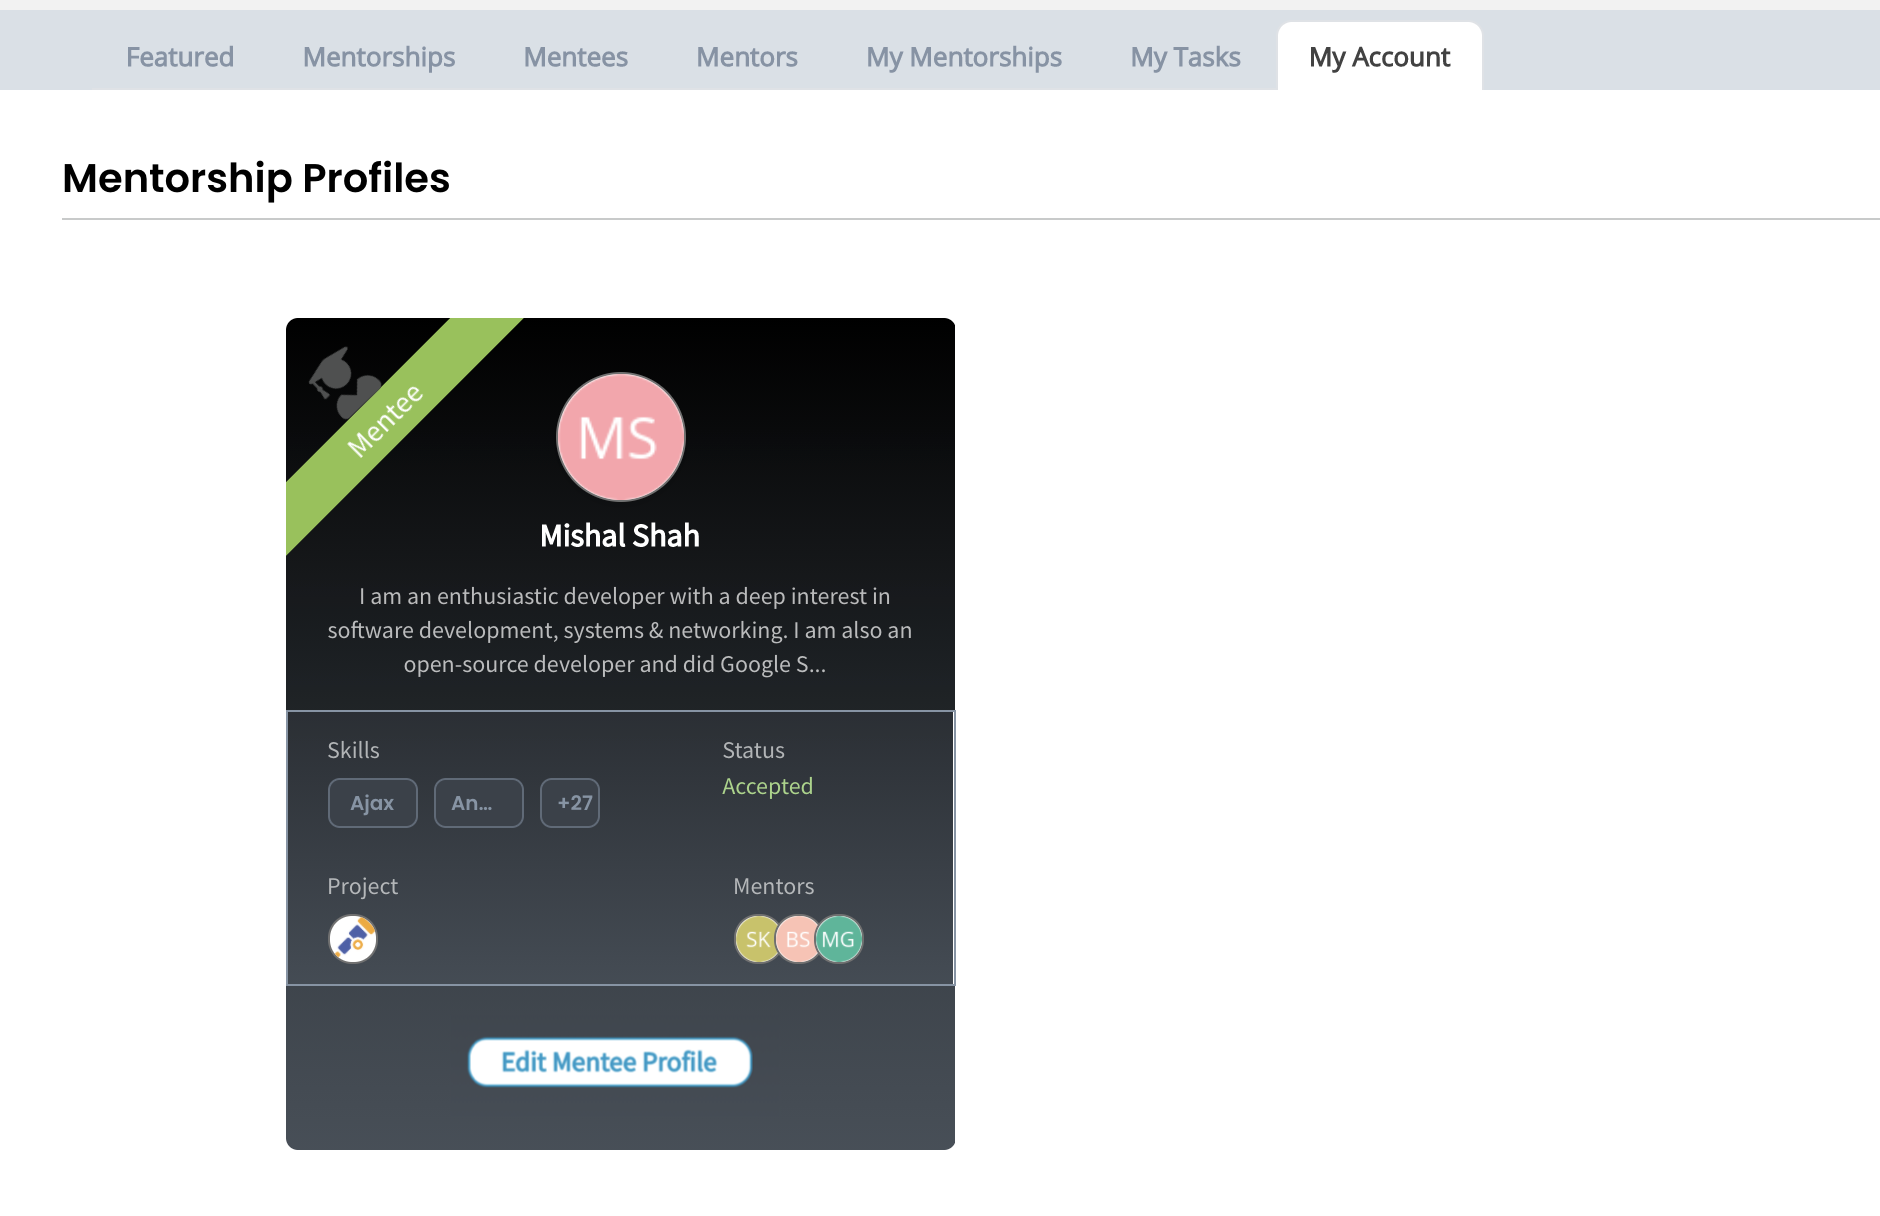 Featured Mentorships Mentees Mentors My Mentorships My Tasks My Account
Mentorship Profiles
Mentee
MS
Mishal Shah
I am an enthusiastic developer with a deep interest in
software development, systems & networking. I am also an
open-source developer and did Google S...
Skills
Ajax An... +27
Status
Accepted
Project
Mentors
SK BS MG
Edit Mentee Profile